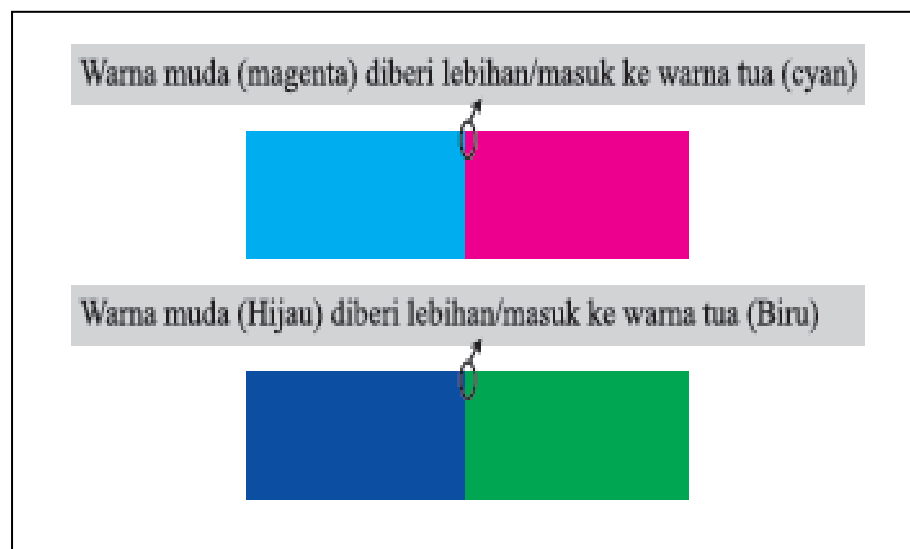 Warna muda (magenta) diberi lebihan/masuk ke warna tua (cyan)
Warna muda (Hijau) diberi lebihan/masuk ke warna tua (Biru)